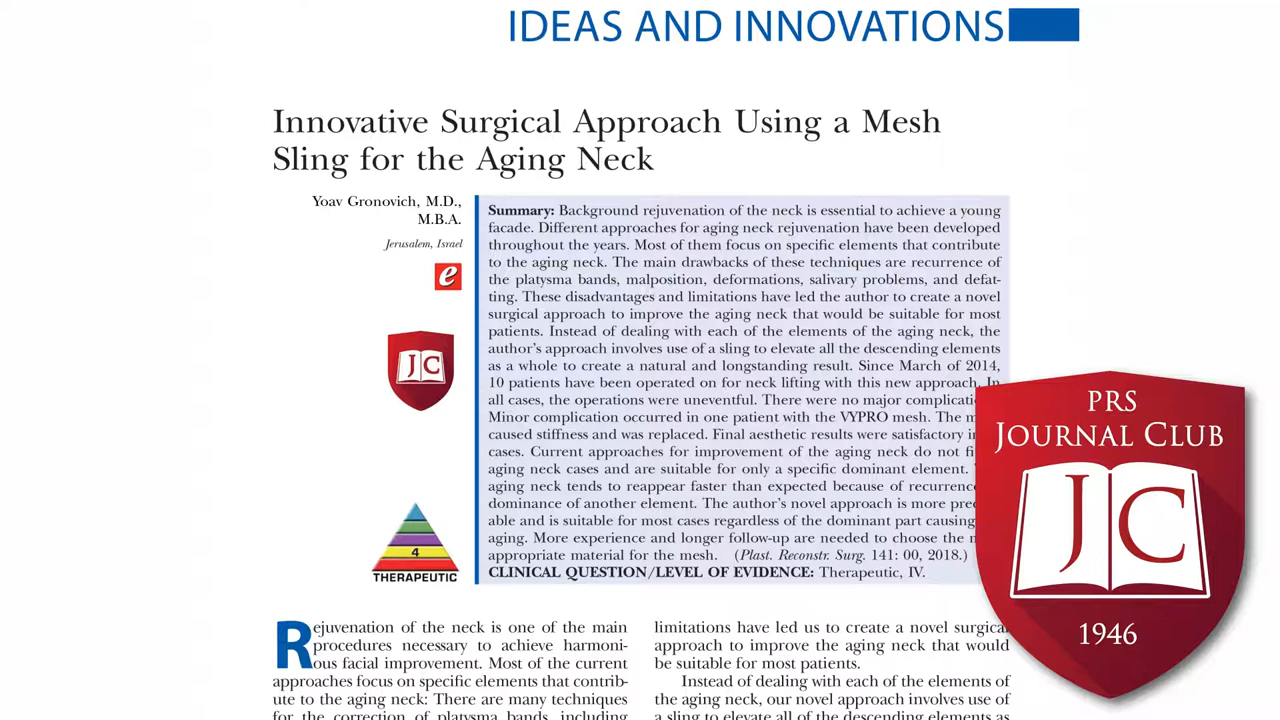 IDEAS AND INNOVATIONS
Innovative Surgical Approach Using a Mesh
Sling for the Aging Neck
Yoav Gronovich, M.D.,
M.B.A.
Jerusalem, Israel
e
JC
4
THERAPEUTIC
Summary: Background rejuvenation of the neck is essential to achieve a young
facade. Different approaches for aging neck rejuvenation have been developed
throughout the years. Most of them focus on specific elements that contribute
to the aging neck. The main drawbacks of these techniques are recurrence of
the platysma bands, malposition, deformations, salivary problems, and defat-
ting. These disadvantages and limitations have led the author to create a novel
surgical approach to improve the aging neck that would be suitable for most
patients. Instead of dealing with each of the elements of the aging neck, the
author's approach involves use of a sling to elevate all the descending elements
as a whole to create a natural and longstanding result. Since March of 2014,
10 patients have been operated on for neck lifting with this new approach. In
all cases, the operations were uneventful. There were no major
Minor complication occurred in one patient with the VYPRO mesh. The
caused stiffness and was replaced. Final aesthetic results were satisfactory
cases. Current approaches for improvement of the aging neck do not
aging neck cases and are suitable for only a specific dominant element.
aging neck tends to reappear faster than expected because of recurrence
dominance of another element. The author's novel approach is more
able and is suitable for most cases regardless of the dominant part causing
aging. More experience and longer follow-up are needed to choose the
appropriate material for the mesh. (Plast. Reconstr. Surg. 141: 00, 2018.)
CLINICAL QUESTION/LEVEL OF EVIDENCE: Therapeutic, IV.
Rejuvenation of the neck is one of the main
procedures necessary to achieve harmoni-
ous facial improvement. Most of the current
approaches focus on specific elements that contrib-
ute to the aging neck: There are many techniques
for the correction of platysma bands, including
limitations have led us to create a novel surgical
approach to improve the aging neck that would
be suitable for most patients.
Instead of dealing with each of the elements of
the aging neck, our novel approach involves use of
a sling to elevate all of the descending elements as
PRS
JOURNAL CLUB
JC
1946